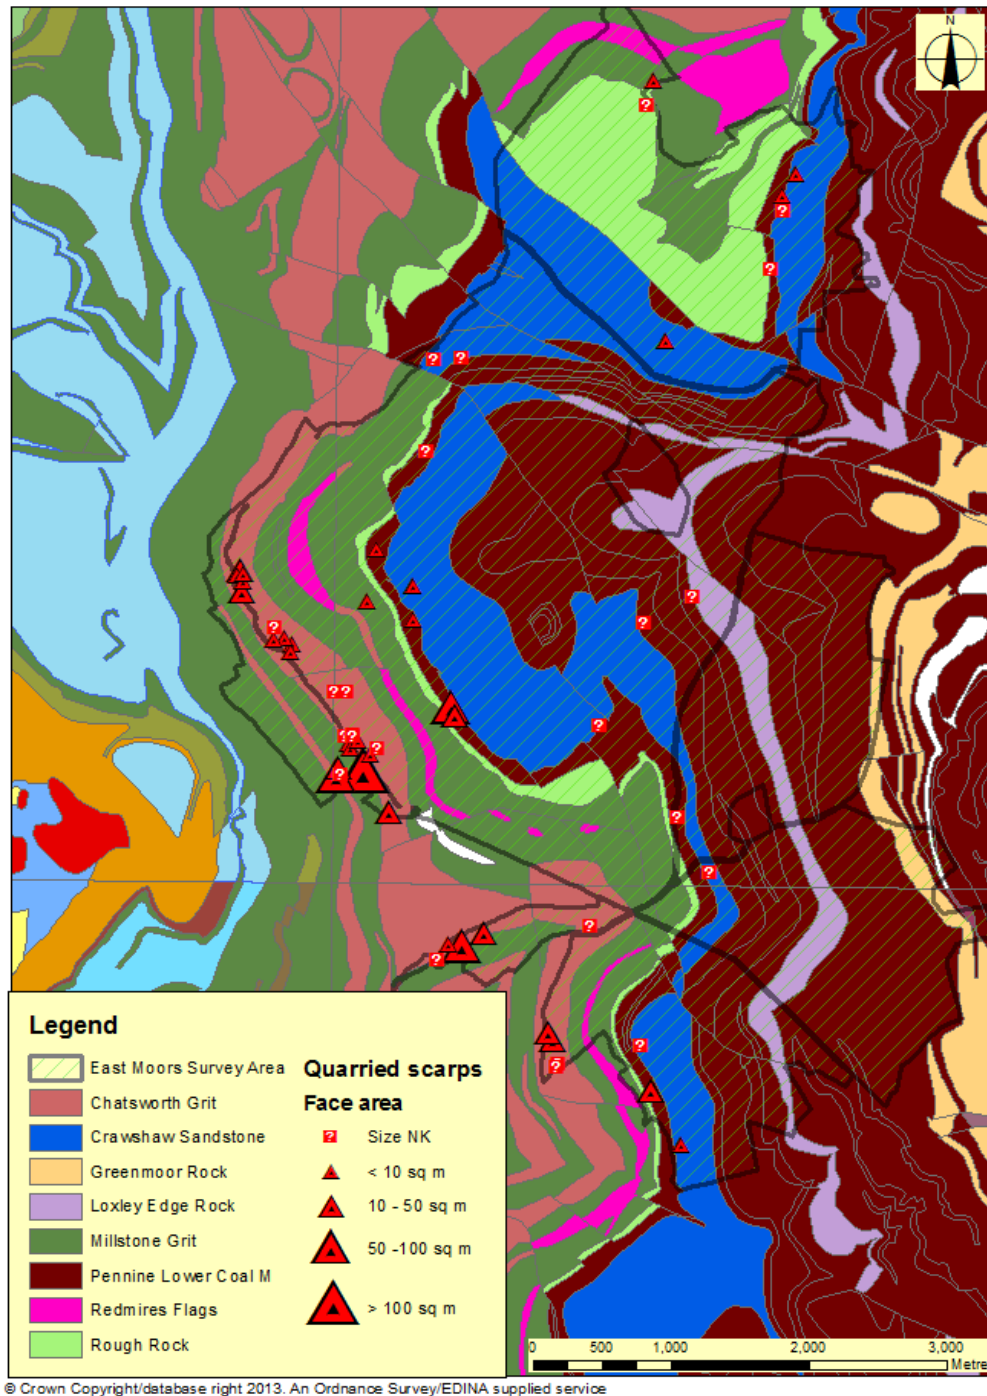 N
Legend
East Moors Survey Area
Chatsworth Grit
Crawshaw Sandstone
Greenmoor Rock
Loxley Edge Rock
Millstone Grit
Pennine Lower Coal M
Redmires Flags
Rough Rock
Quarried scarps
Face area
? Size NK
< 10 sq m
10 - 50 sq m
50 -100 sq m
> 100 sq m
0 500 1,000 2,000 3,000
Metre
© Crown Copyright/database right 2013. An Ordnance Survey/EDINA supplied service